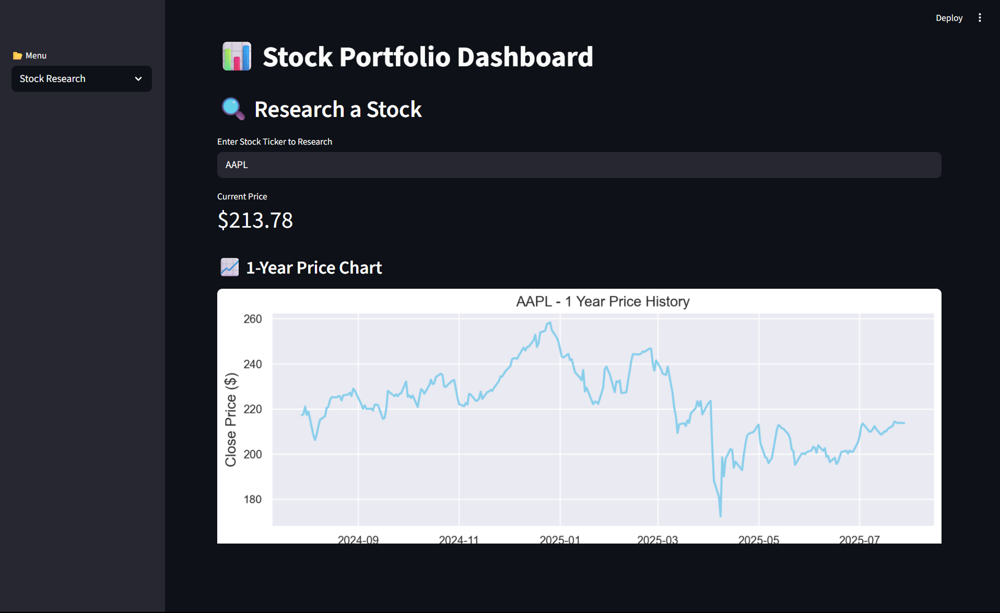 Deploy
Menu
Stock Research
Stock Portfolio Dashboard
Research a Stock
Enter Stock Ticker to Research
AAPL
Current Price
$213.78
1-Year Price Chart
AAPL - 1 Year Price History
Close Price ($)
260
240
220
200
180
2024-09 2024-11 2025-01 2025-03 2025-05 2025-07